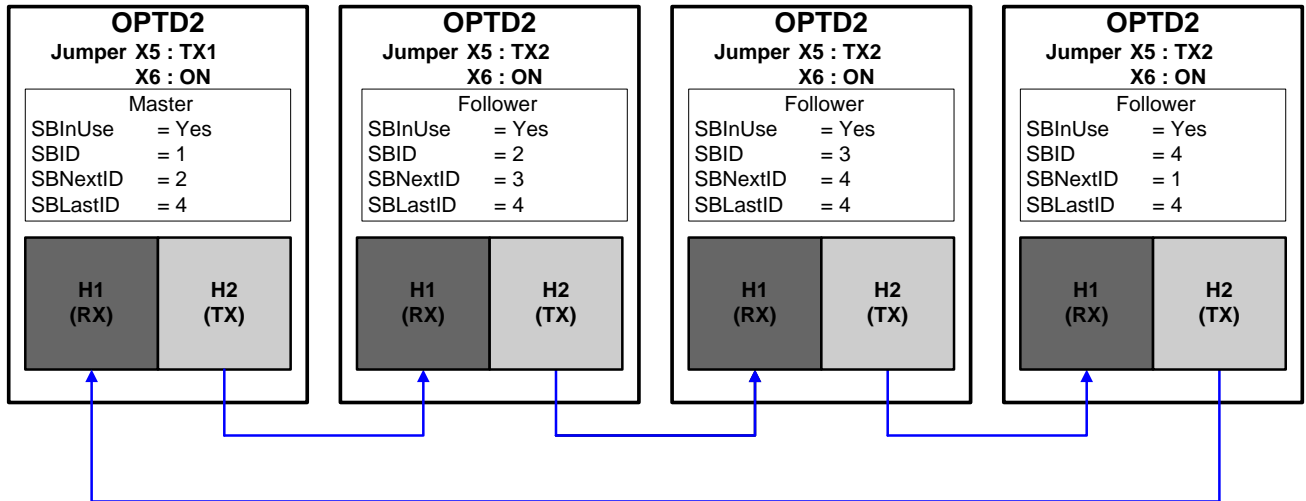 OPTD2
Jumper X5 : TX1
X6 : ON
Master
SBInUse = Yes
SBID = 1
SBNextID = 2
SBLastID = 4
H1
(RX)
H2
(TX)
OPTD2
Jumper X5 : TX2
X6 : ON
Follower
SBInUse = Yes
SBID = 2
SBNextID = 3
SBLastID = 4
H1
(RX)
H2
(TX)
OPTD2
Jumper X5 : TX2
X6 : ON
Follower
SBInUse = Yes
SBID = 3
SBNextID = 4
SBLastID = 4
H1
(RX)
H2
(TX)
OPTD2
Jumper X5 : TX2
X6 : ON
Follower
SBInUse = Yes
SBID = 4
SBNextID = 1
SBLastID = 4
H1
(RX)
H2
(TX)